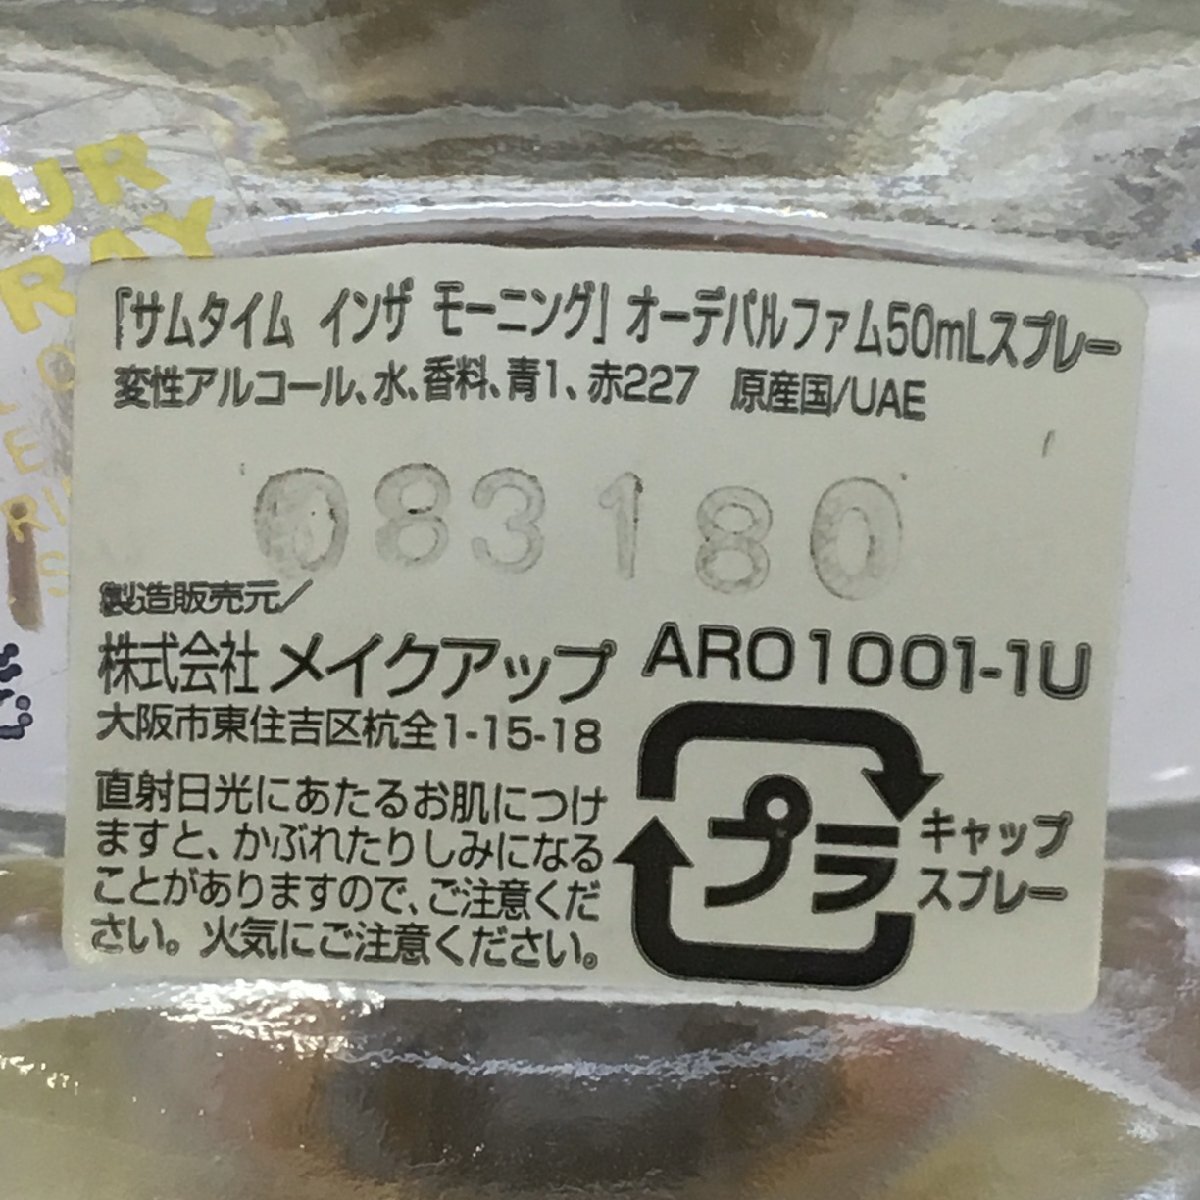 UR
RAY
「サムタイム インザ モーニング」 オーデパルファム50mLスプレー
変性アルコール、水、香料、青1、赤227 原産国/UAE
083180
製造販売元/
株式会社 メイクアップ
ARO1001-1U
大阪市東住吉区杭全1-15-18
直射日光にあたるお肌につけ
ますと、かぶれたりしみになる
ことがありますので、ご注意くだ
さい。火気にご注意ください。
プラ
キャップ
スプレー